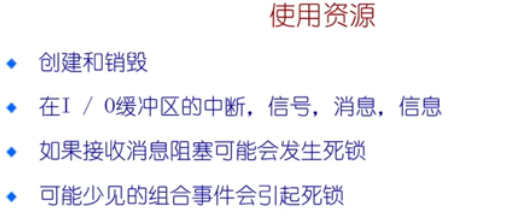 使用资源
创建和销毁
在I / O缓冲区的中断，信号，消息，信息
如果接收消息阻塞可能会发生死锁
可能少见的组合事件会引起死锁